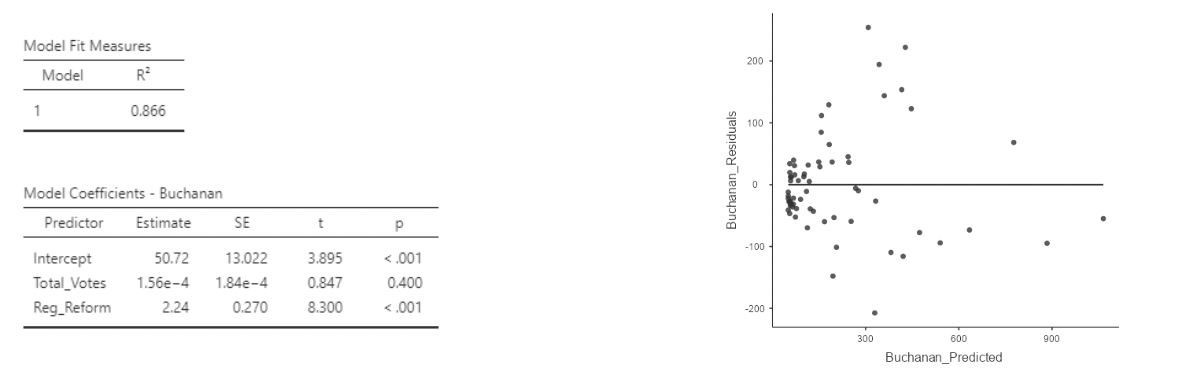 Model Fit Measures
Model R²
1 0.866
Model Coefficients - Buchanan
Predictor Estimate SE t p
Intercept 50.72 13.022 3.895 < .001
Total_Votes 1.56e−4 1.84e−4 0.847 0.400
Reg_Reform 2.24 0.270 8.300 < .001
Buchanan_Residuals
200
100
0
-100
-200
300 600 900
Buchanan_Predicted